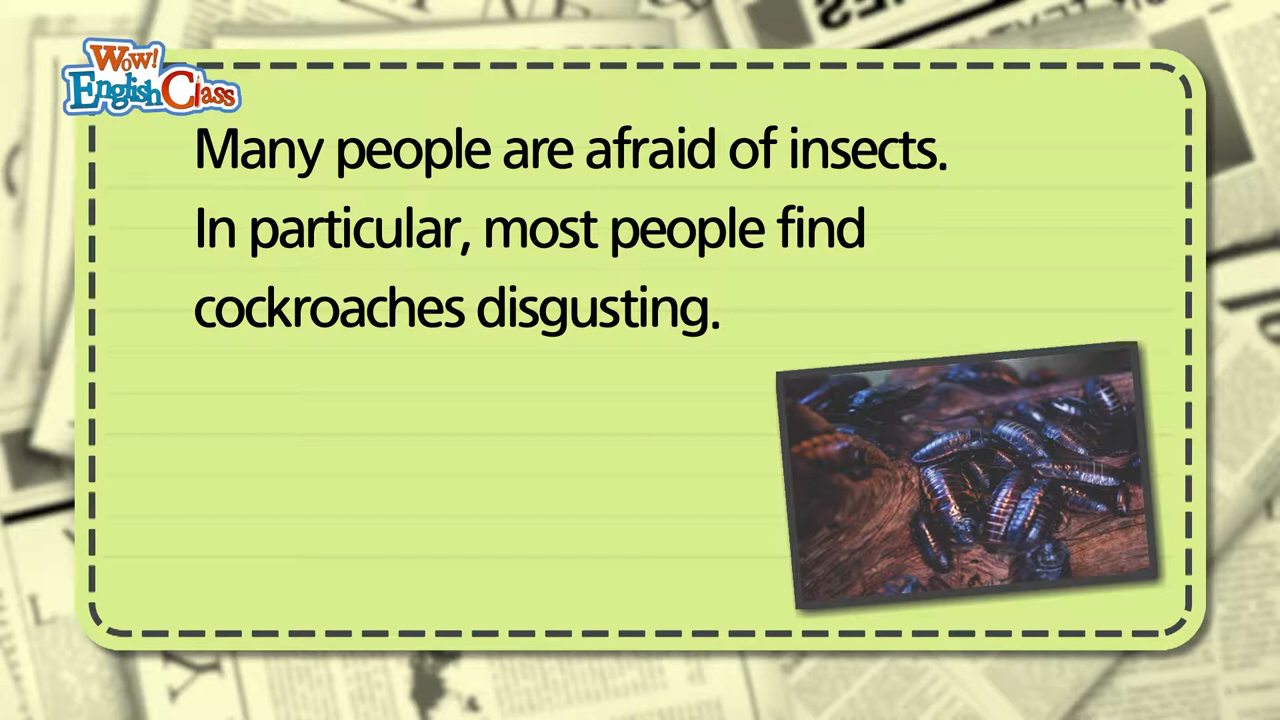 Wow!
English Class
Many people are afraid of insects.
In particular, most people find
cockroaches disgusting.